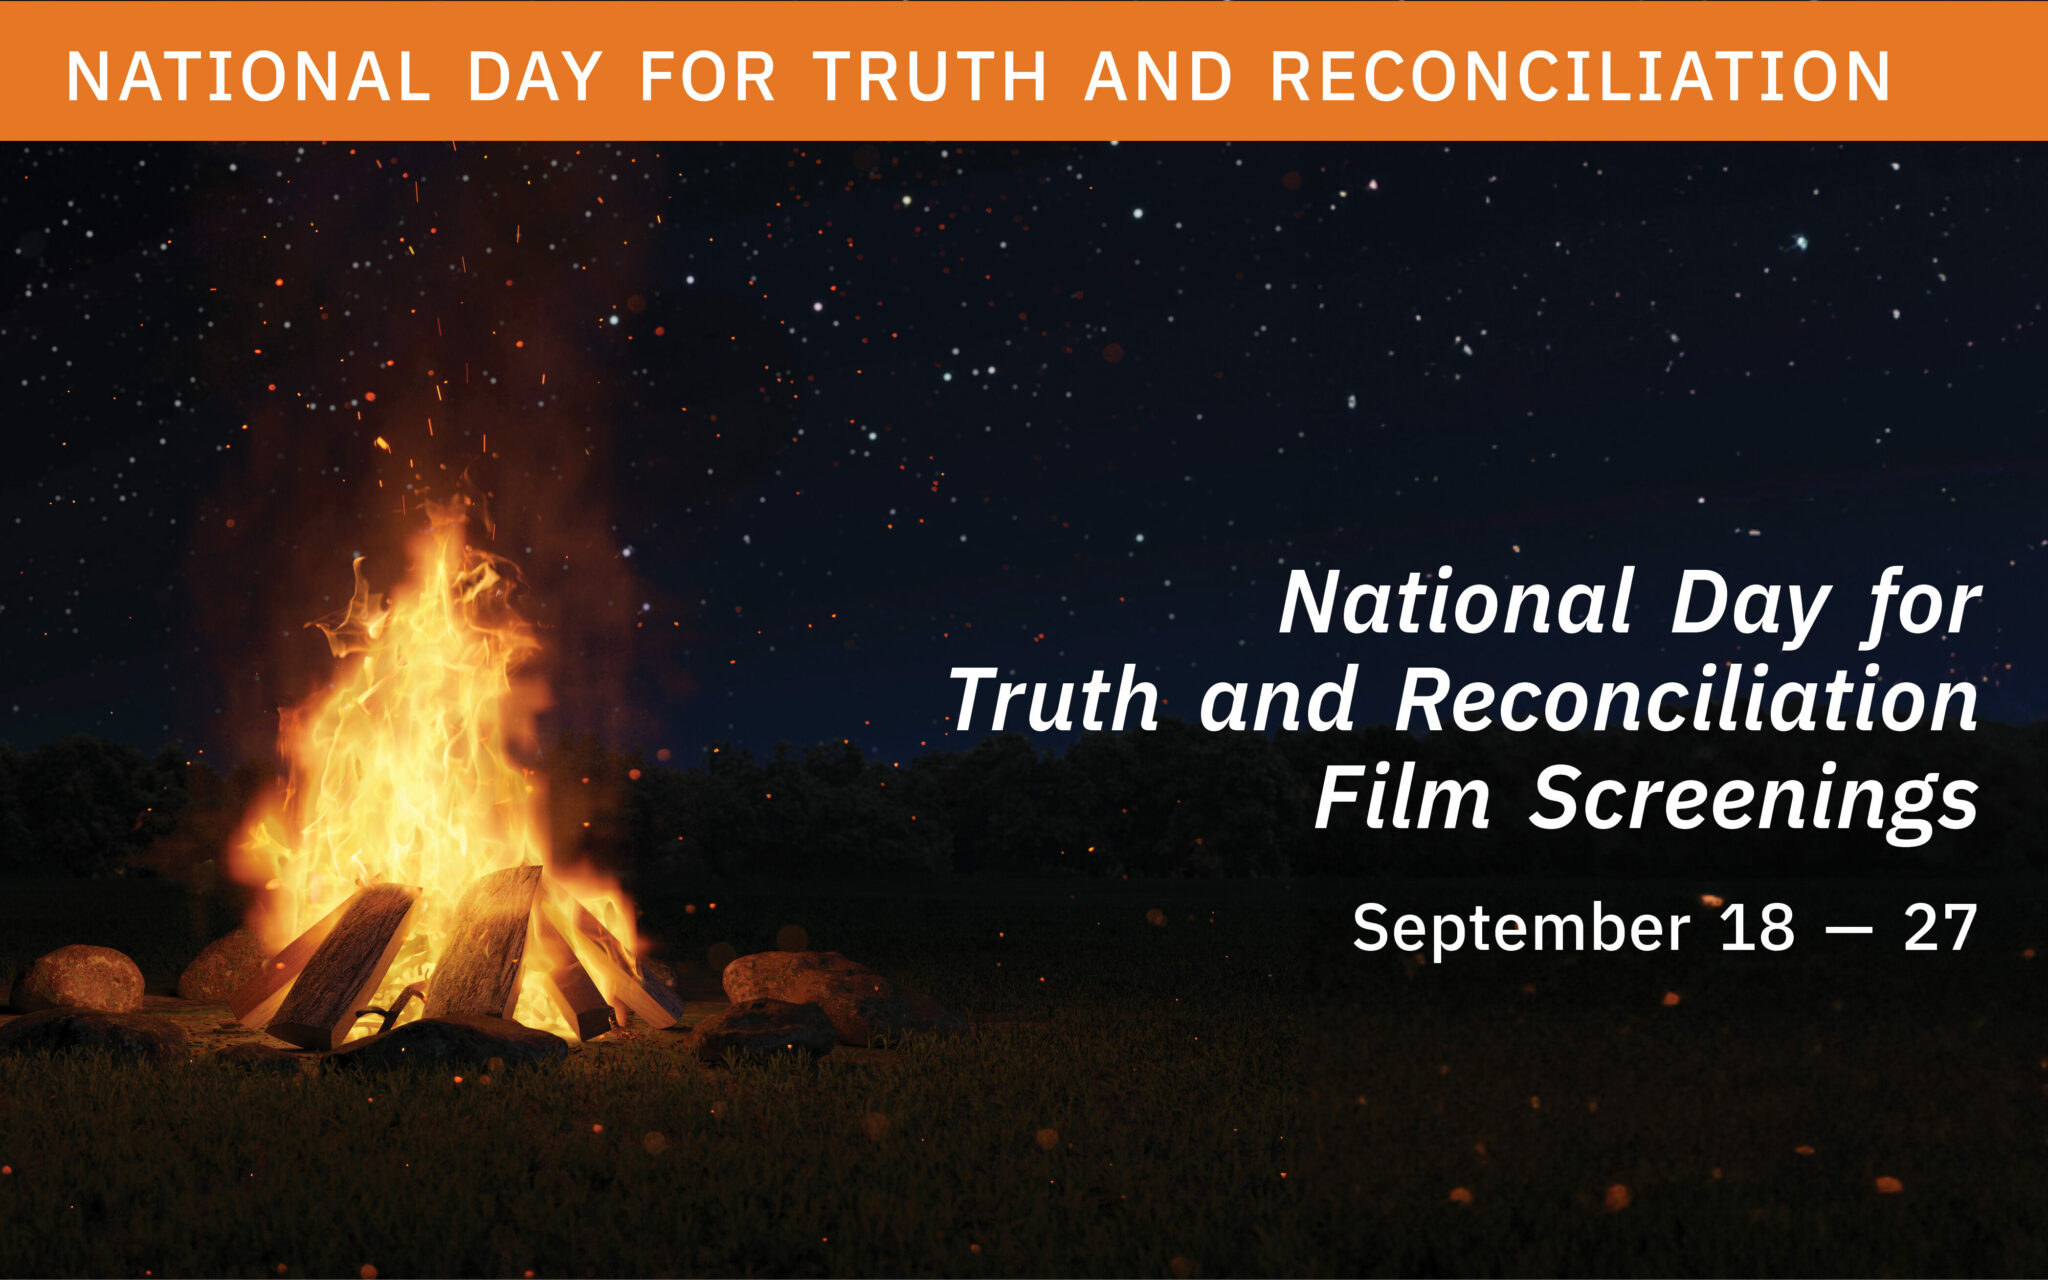 NATIONAL DAY FOR TRUTH AND RECONCILIATION
National Day for
Truth and Reconciliation
Film Screenings
September 18 — 27